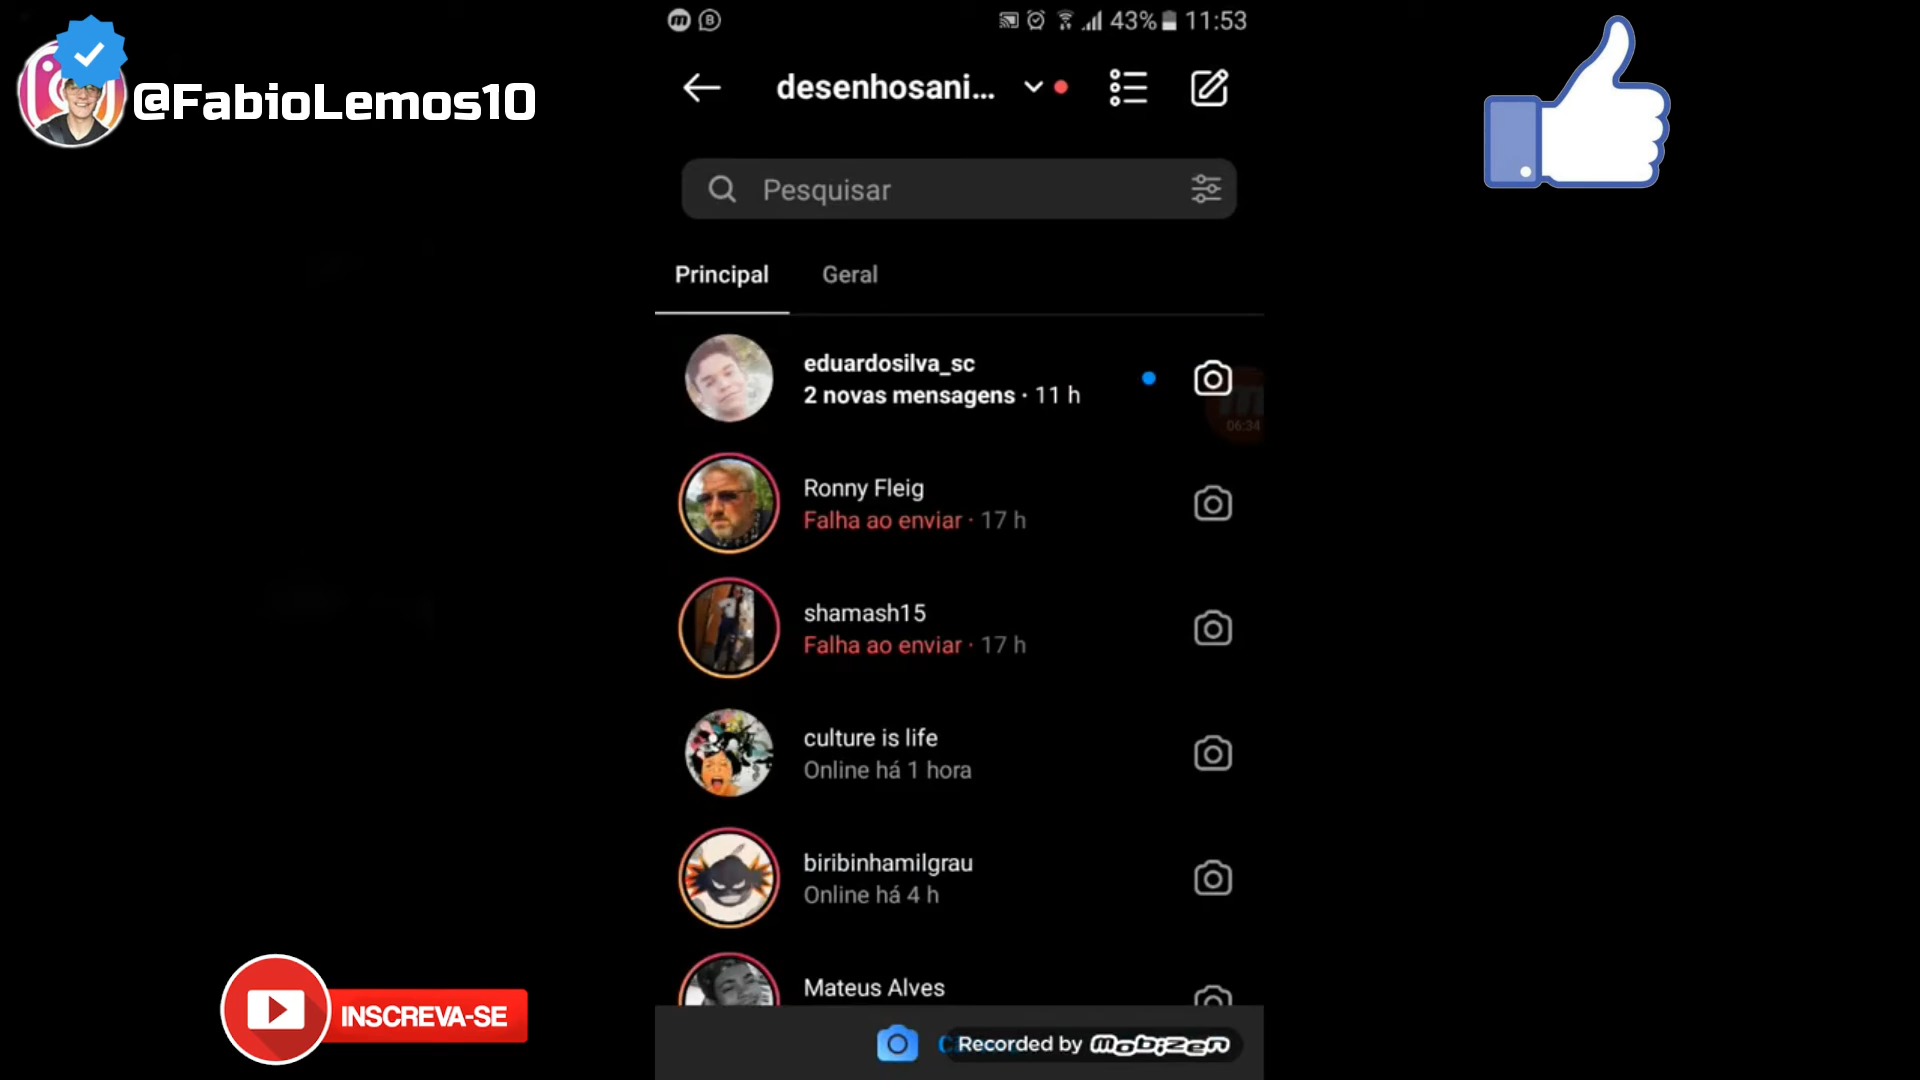 @FabioLemos10
43% 11:53
desenhosani...
Pesquisar
Principal
Geral
eduardosilva_sc
2 novas mensagens · 11 h
06:34
Ronny Fleig
Falha ao enviar · 17 h
shamash15
Falha ao enviar · 17 h
culture is life
Online há 1 hora
biribinhamilgrau
Online há 4 h
Mateus Alves
INSCREVA-SE
Recorded by mobizen